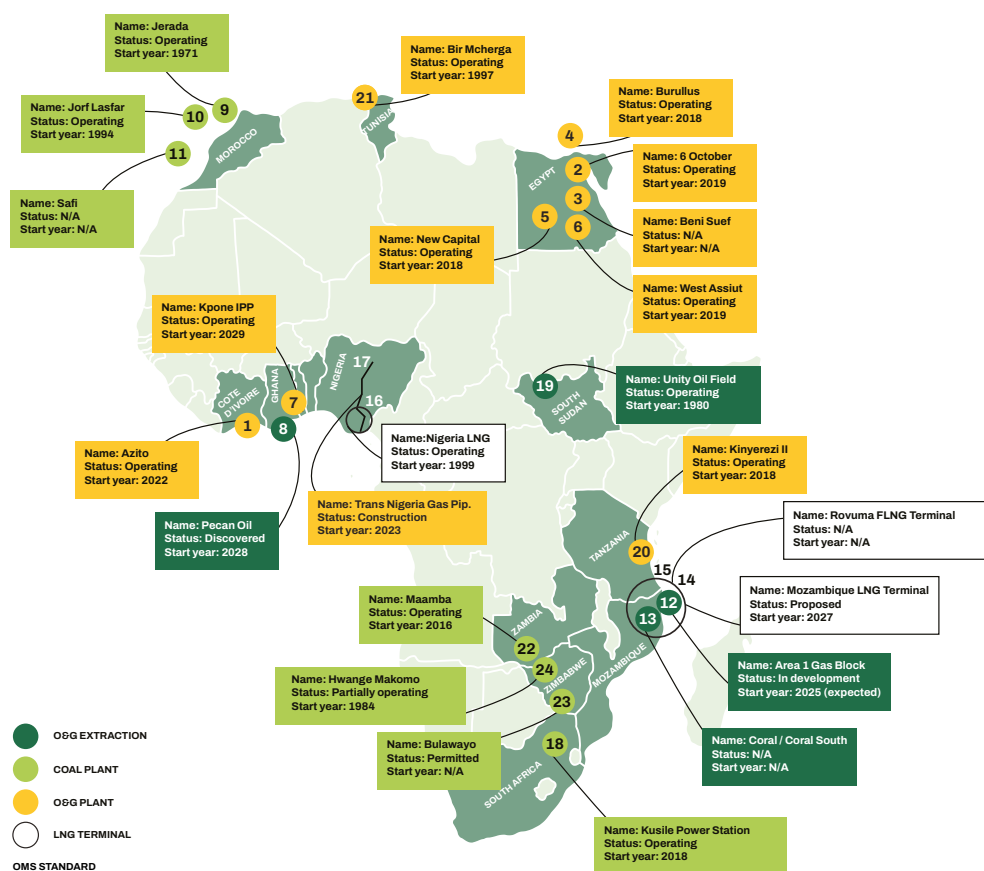 Name: Jerada
Status: Operating
Start year: 1971
Name: Jorf Lasfar
Status: Operating
Start year: 1994
Name: Safi
Status: N/A
Start year: N/A
9
10
11
MOROCCO
Name: Bir Mcherga
Status: Operating
Start year: 1997
21
TUNISIA
Name: Burullus
Status: Operating
Start year: 2018
4
Name: 6 October
Status: Operating
Start year: 2019
2
EGYPT
3
5
6
Name: Beni Suef
Status: N/A
Start year: N/A
Name: New Capital
Status: Operating
Start year: 2018
Name: West Assiut
Status: Operating
Start year: 2019
Name: Kpone IPP
Status: Operating
Start year: 2029
17
NIGERIA
16
GHANA
COTE
D'IVOIRE
7
1
8
19
SOUTH
SUDAN
Name: Unity Oil Field
Status: Operating
Start year: 1980
Name:Nigeria LNG
Status: Operating
Start year: 1999
Name: Azito
Status: Operating
Start year: 2022
Name: Kinyerezi II
Status: Operating
Start year: 2018
Name: Trans Nigeria Gas Pip.
Status: Construction
Start year: 2023
Name: Pecan Oil
Status: Discovered
Start year: 2028
Name: Rovuma FLNG Terminal
Status: N/A
Start year: N/A
TANZANIA
20
15
14
12
13
Name: Mozambique LNG Terminal
Status: Proposed
Start year: 2027
Name: Maamba
Status: Operating
Start year: 2016
ZAMBIA
22
24
ZIMBABWE
MOZAMBIQUE
23
Name: Area 1 Gas Block
Status: In development
Start year: 2025 (expected)
Name: Hwange Makomo
Status: Partially operating
Start year: 1984
Name: Bulawayo
Status: Permitted
Start year: N/A
18
SOUTH AFRICA
Name: Coral / Coral South
Status: N/A
Start year: N/A
Name: Kusile Power Station
Status: Operating
Start year: 2018
O&G EXTRACTION
COAL PLANT
O&G PLANT
LNG TERMINAL
OMS STANDARD